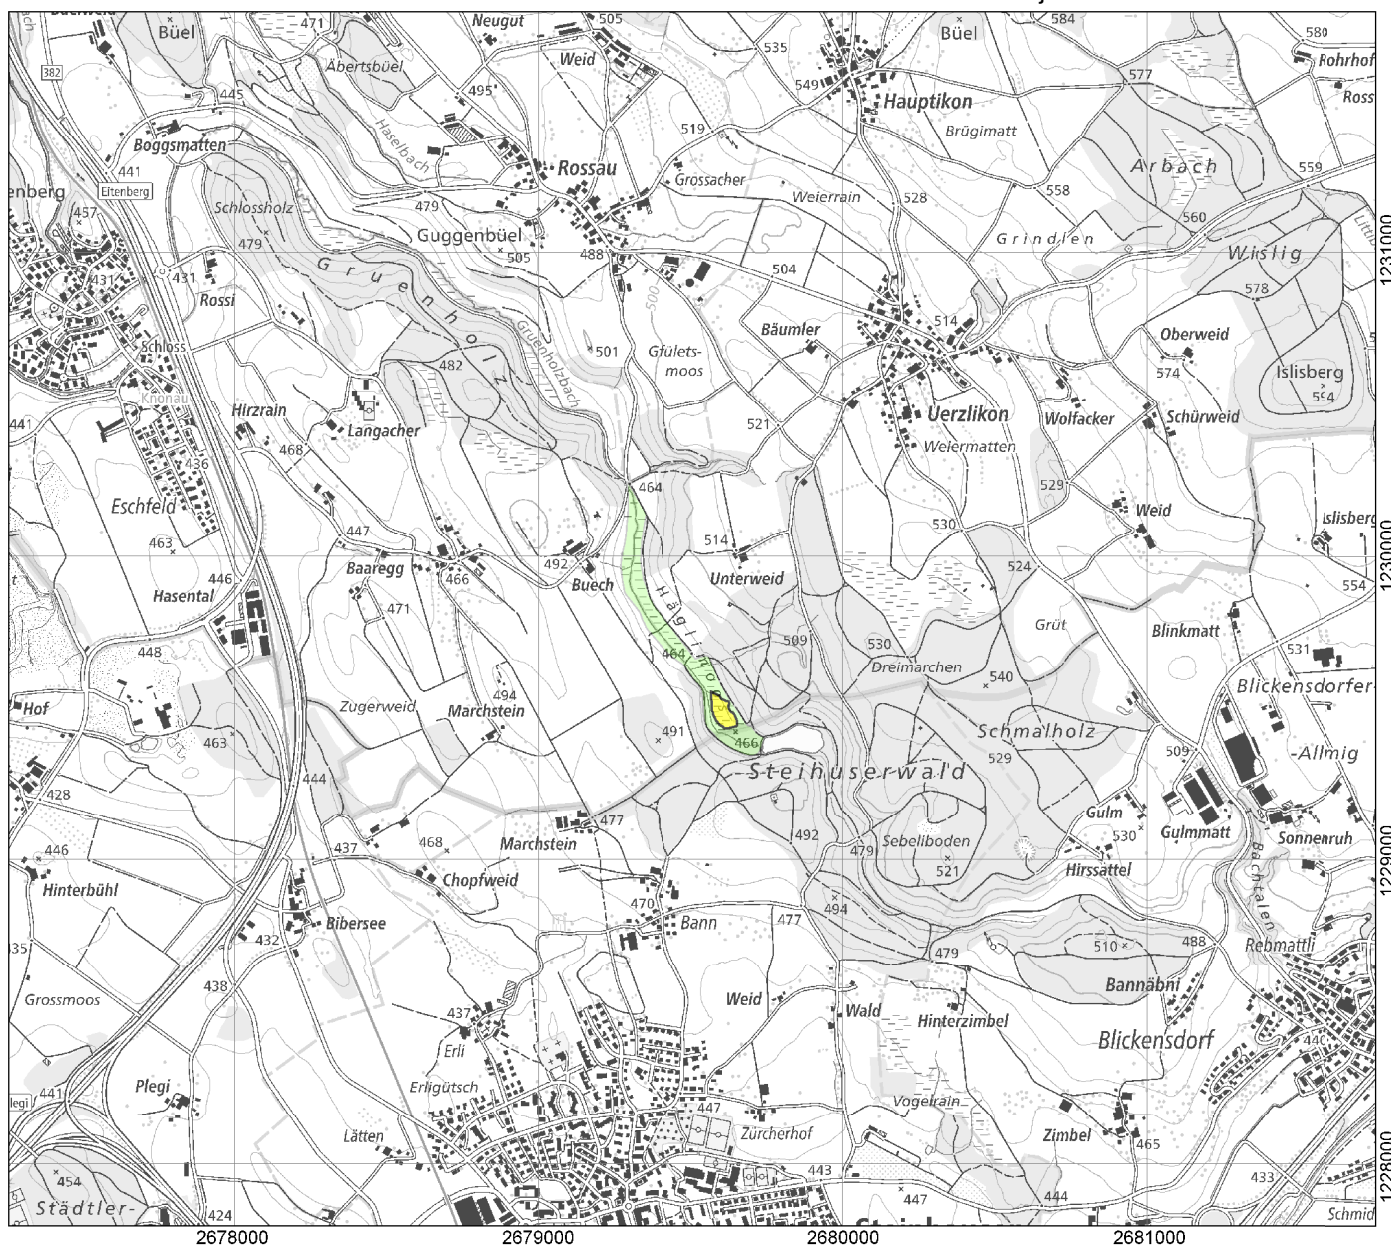 Büel
471
Neugut
505
535
Büel
584
580
Rohrhof
Weid
382
Äbertsbüel
495
549
577
Ross
445
Hauptikon
Boggsmatten
Haselbach
519
Brügimatt
Arbach
559
441
Rossau
Grossacher
Eitenberg
enberg
479
Weierrain
528
558
457
Schlossholz
Guggenbüel
560
479
505
488
Grindlen
Wislig
1231000
431
431
Gruenholz
504
578
Rossi
500
514
Bäumler
Oberweid
Schloss
Gruenholzbach
501
Gfülets-
moos
574
Islisberg
482
594
Knonau
Hirzrain
Uerzlikon
Wolfacker
Schürweid
441
Langacher
521
468
Weiermatten
436
529
464
Eschfeld
Weid
Islisberg
530
463
447
514
1230000
492
524
446
Baaregg
466
Buech
Unterweid
554
Hasental
471
Häglimoos
Grüt
Blinkmatt
448
464
509
530
531
Dreimarchen
494
540
Blickensdorfer-
Hof
Zugerweid
Marchstein
463
491
466
Schmalholz
509
-Allmig
444
Steihuserwald
529
428
477
Gulm
492
Sebeliboden
530
Gulmmatt
Sonnenruh
446
437
468
Marchstein
479
1229000
Hinterbühl
Chopfweid
521
Hirssattel
Bachtalen
470
494
Bibersee
Bann
477
435
432
510
488
Rebmattli
479
438
Grossmoos
Weid
Wald
Bannäbni
437
Hinterzimbel
Blickensdorf
440
Erli
Plegi
441
Erligütsch
Vogelrain
447
Lätten
Zürcherhof
Zimbel
465
1228000
454
443
433
447
444
Städtler-
424
Schmid
2678000 2679000 2680000 2681000